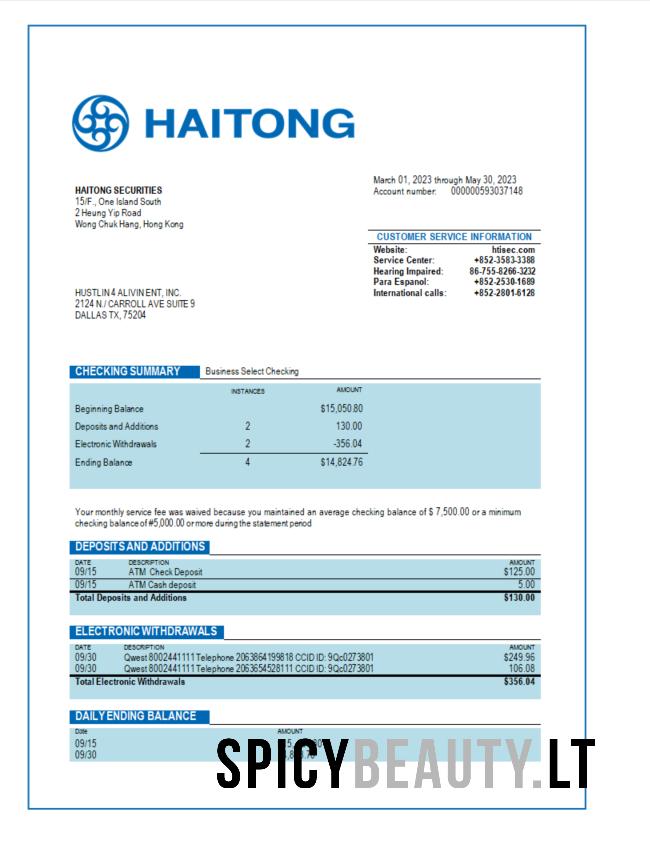 HAITONG
March 01, 2023 through May 30, 2023
Account number: 000000593037148
HAITONG SECURITIES
15/F., One Island South
2 Heung Yip Road
Wong Chuk Hang, Hong Kong
CUSTOMER SERVICE INFORMATION
Website: htisec.com
Service Center: +852-3583-3388
Hearing Impaired: 86-755-8266-3232
Para Espanol: +852-2530-1689
International calls: +852-2801-6128
HUSTLIN 4 ALIVIN ENT, INC.
2124 N./ CARROLL AVE SUITE 9
DALLAS TX, 75204
CHECKING SUMMARY Business Select Checking
INSTANCES AMOUNT
Beginning Balance $15,050.80
Deposits and Additions 2 130.00
Electronic Withdrawals 2 -356.04
Ending Balance 4 $14,824.76
Your monthly service fee was waived because you maintained an average checking balance of $ 7,500.00 or a minimum
checking balance of #5,000.00 or more during the statement period
DEPOSITS AND ADDITIONS
DATE DESCRIPTION AMOUNT
09/15 ATM Check Deposit $125.00
09/15 ATM Cash deposit 5.00
Total Deposits and Additions $130.00
ELECTRONIC WITHDRAWALS
DATE DESCRIPTION AMOUNT
09/30 Qwest 8002441111 Telephone 2063864199818 CCID ID: 9Qc0273801 $249.96
09/30 Qwest 8002441111 Telephone 2063654528111 CCID ID: 9Qc0273801 106.08
Total Electronic Withdrawals $356.04
DAILY ENDING BALANCE
Date AMOUNT
09/15
09/30
SPICYBEAUTY.LT